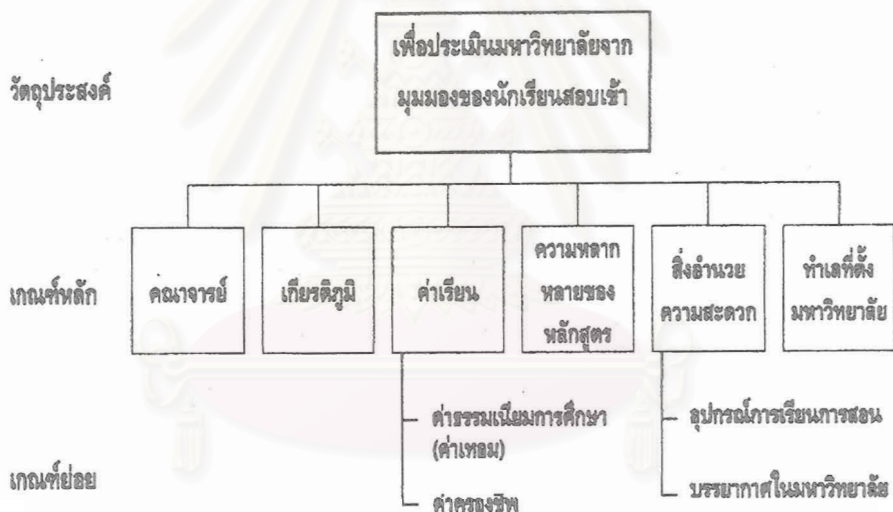 เพื่อประเมินมหาวิทยาลัยจาก
มุมมองของนักเรียนสอบเข้า
วัตถุประสงค์
เกณฑ์หลัก
คณาจารย์
เกียรติภูมิ
ค่าเรียน
ความหลาก
หลายของ
หลักสูตร
สิ่งอำนวย
ความสะดวก
ทำเลที่ตั้ง
มหาวิทยาลัย
เกณฑ์ย่อย
ค่าธรรมเนียมการศึกษา
(ค่าเทอม)
ค่าครองชีพ
อุปกรณ์การเรียนการสอน
บรรยากาศในมหาวิทยาลัย